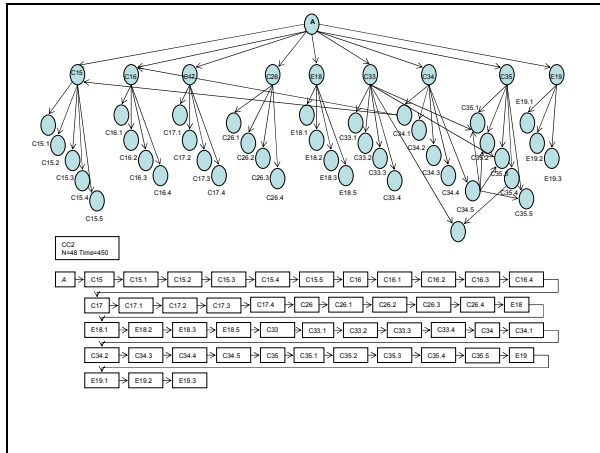 A
C15 C16 C17 C26 E18 C33 C34 C35 E19
C15.1 C15.2 C15.3 C15.4 C15.5
C16.1 C16.2 C16.3 C16.4
C17.1 C17.2 C17.3 C17.4
C26.1 C26.2 C26.3 C26.4
E18.1 E18.2 E18.3 E18.5
C33.1 C33.2 C33.3 C33.4
C34.1 C34.2 C34.3 C34.4 C34.5
C35.1 C35.2 C35.3 C35.4 C35.5
E19.1 E19.2 E19.3
CC2
N=48 Time=450
A C15 C15.1 C15.2 C15.3 C15.4 C15.5 C16 C16.1 C16.2 C16.3 C16.4
C17 C17.1 C17.2 C17.3 C17.4 C26 C26.1 C26.2 C26.3 C26.4 E18
E18.1 E18.2 E18.3 E18.5 C33 C33.1 C33.2 C33.3 C33.4 C34 C34.1
C34.2 C34.3 C34.4 C34.5 C35 C35.1 C35.2 C35.3 C35.4 C35.5 E19
E19.1 E19.2 E19.3